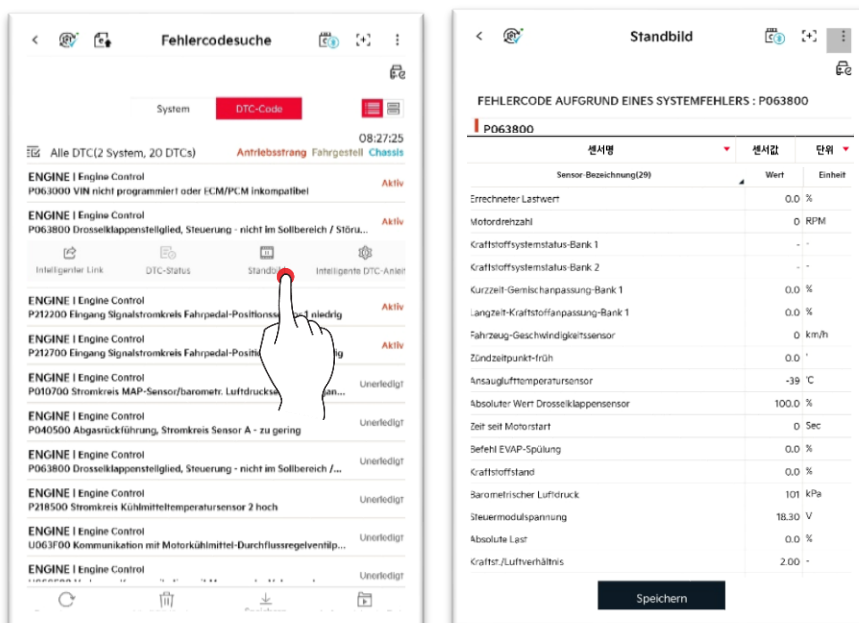 Fehlercodesuche
System
DTC-Code
08:27:25
Alle DTC(2 System, 20 DTCs)
Antriebsstrang Fahrgestell Chassis
ENGINE | Engine Control
P063000 VIN nicht programmiert oder ECM/PCM inkompatibel
Aktiv
ENGINE | Engine Control
P063800 Drosselklappenstellglied, Steuerung - nicht im Sollbereich / Störu...
Aktiv
Intelligenter Link
DTC-Status
Standbild
Intelligente DTC-Anleit
ENGINE | Engine Control
P212200 Eingang Signalstromkreis Fahrpedal-Positionss 1 niedrig
Aktiv
ENGINE | Engine Control
P212700 Eingang Signalstromkreis Fahrpedal-Positi ig
Aktiv
ENGINE | Engine Control
P010700 Stromkreis MAP-Sensor/barometr. Luftdruckse an...
Unerledigt
ENGINE | Engine Control
P040500 Abgasrückführung, Stromkreis Sensor A - zu gering
Unerledigt
ENGINE | Engine Control
P063800 Drosselklappenstellglied, Steuerung - nicht im Sollbereich /...
Unerledigt
ENGINE | Engine Control
P218500 Stromkreis Kühlmitteltemperatursensor 2 hoch
Unerledigt
ENGINE | Engine Control
U063F00 Kommunikation mit Motorkühlmittel-Durchflussregelventilp...
Unerledigt
ENGINE | Engine Control
Unerledigt
Standbild
FEHLERCODE AUFGRUND EINES SYSTEMFEHLERS : P063800
P063800
센서명 센서값 단위
Sensor-Bezeichnung(29) Wert Einheit
Errechneter Lastwert 0.0 %
Motordrehzahl 0 RPM
Kraftstoffsystemstatus-Bank 1 - -
Kraftstoffsystemstatus-Bank 2 - -
Kurzzeit-Gemischanpassung-Bank 1 0.0 %
Langzeit-Kraftstoffanpassung-Bank 1 0.0 %
Fahrzeug-Geschwindigkeitssensor 0 km/h
Zündzeitpunkt-früh 0.0 '
Ansauglufttemperatursensor -39 'C
Absoluter Wert Drosselklappensensor 100.0 %
Zeit seit Motorstart 0 Sec
Befehl EVAP-Spülung 0.0 %
Kraftstoffstand 0.0 %
Barometrischer Luftdruck 101 kPa
Steuermodulspannung 18.30 V
Absolute Last 0.0 %
Kraftst./Luftverhältnis 2.00 -
Speichern